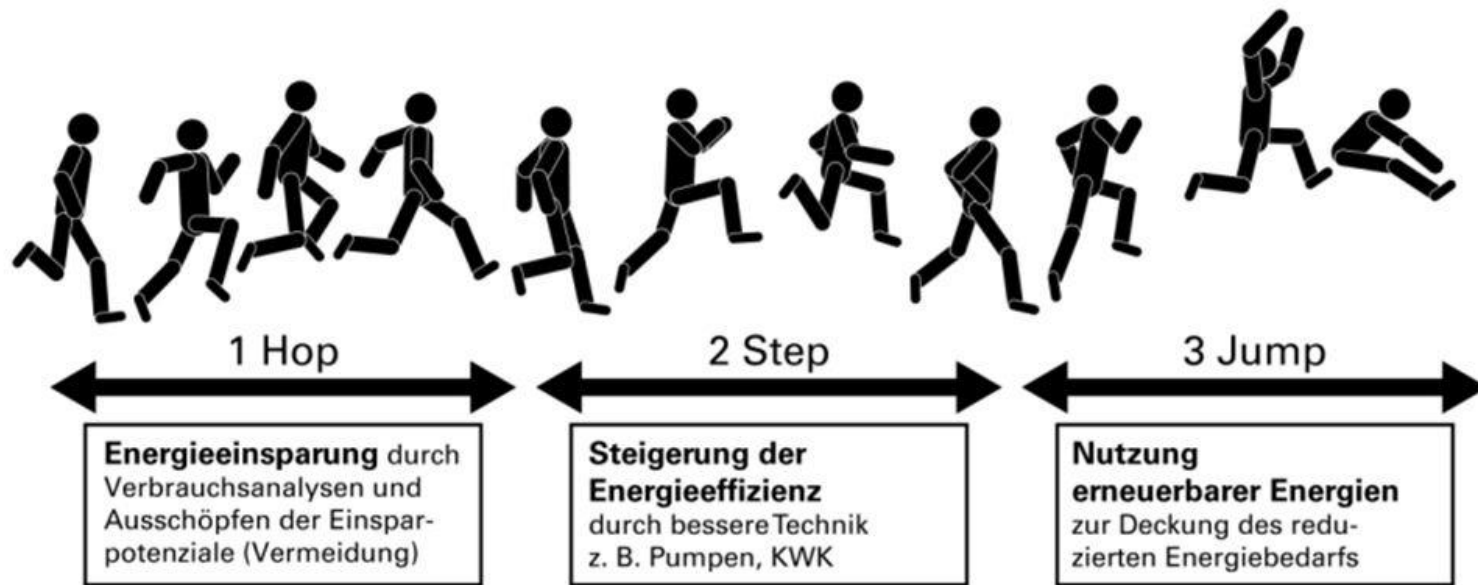 1 Hop
2 Step
3 Jump
Energieeinsparung durch
Verbrauchsanalysen und
Ausschöpfen der Einspar-
potenziale (Vermeidung)
Steigerung der
Energieeffizienz
durch bessere Technik
z. B. Pumpen, KWK
Nutzung
erneuerbarer Energien
zur Deckung des redu-
zierten Energiebedarfs